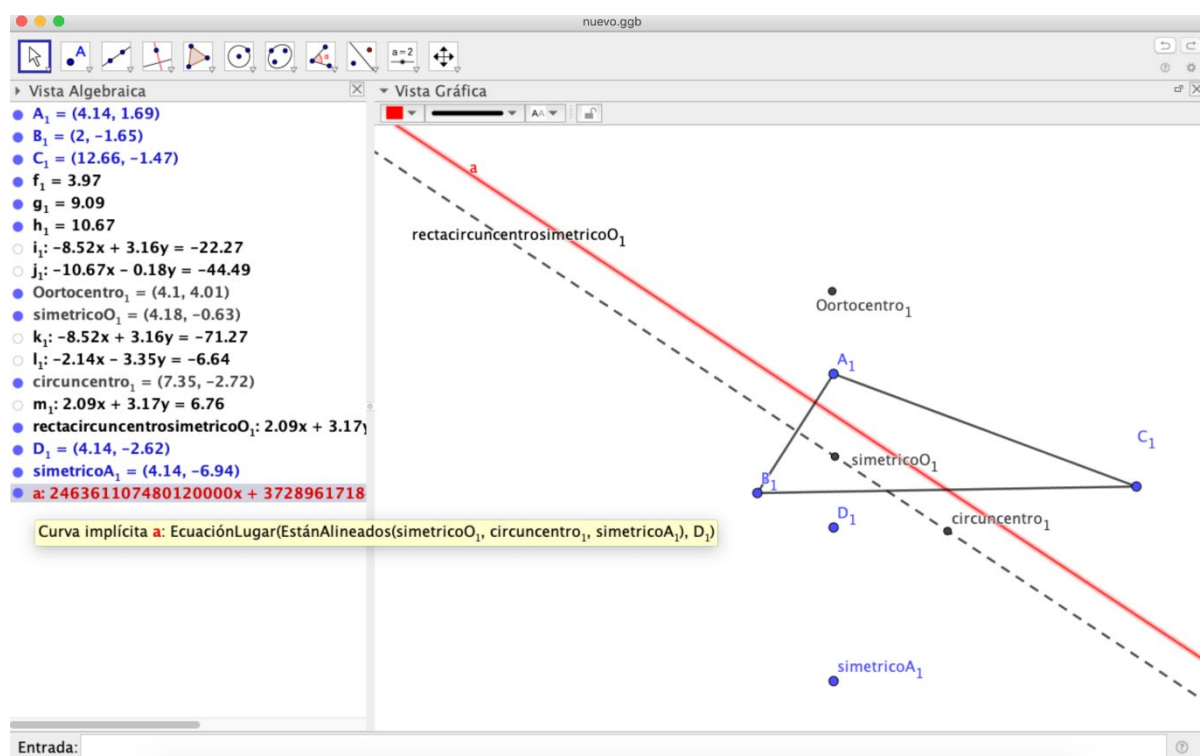 nuevo.ggb
A
a=2
Vista Algebraica
Vista Gráfica
AA
A₁ = (4.14, 1.69)
B₁ = (2, −1.65)
C₁ = (12.66, −1.47)
f₁ = 3.97
g₁ = 9.09
h₁ = 10.67
i₁: −8.52x + 3.16y = −22.27
j₁: −10.67x − 0.18y = −44.49
Oortocentro₁ = (4.1, 4.01)
simetricoO₁ = (4.18, −0.63)
k₁: −8.52x + 3.16y = −71.27
l₁: −2.14x − 3.35y = −6.64
circuncentro₁ = (7.35, −2.72)
m₁: 2.09x + 3.17y = 6.76
rectacircuncentrosimetricoO₁: 2.09x + 3.17y
D₁ = (4.14, −2.62)
simetricoA₁ = (4.14, −6.94)
a: 246361107480120000x + 3728961718
Curva implícita a: EcuaciónLugar(EstánAlineados(simetricoO₁, circuncentro₁, simetricoA₁), D₁)
a
rectacircuncentrosimetricoO₁
Oortocentro₁
A₁
C₁
simetricoO₁
B₁
D₁
circuncentro₁
simetricoA₁
Entrada: